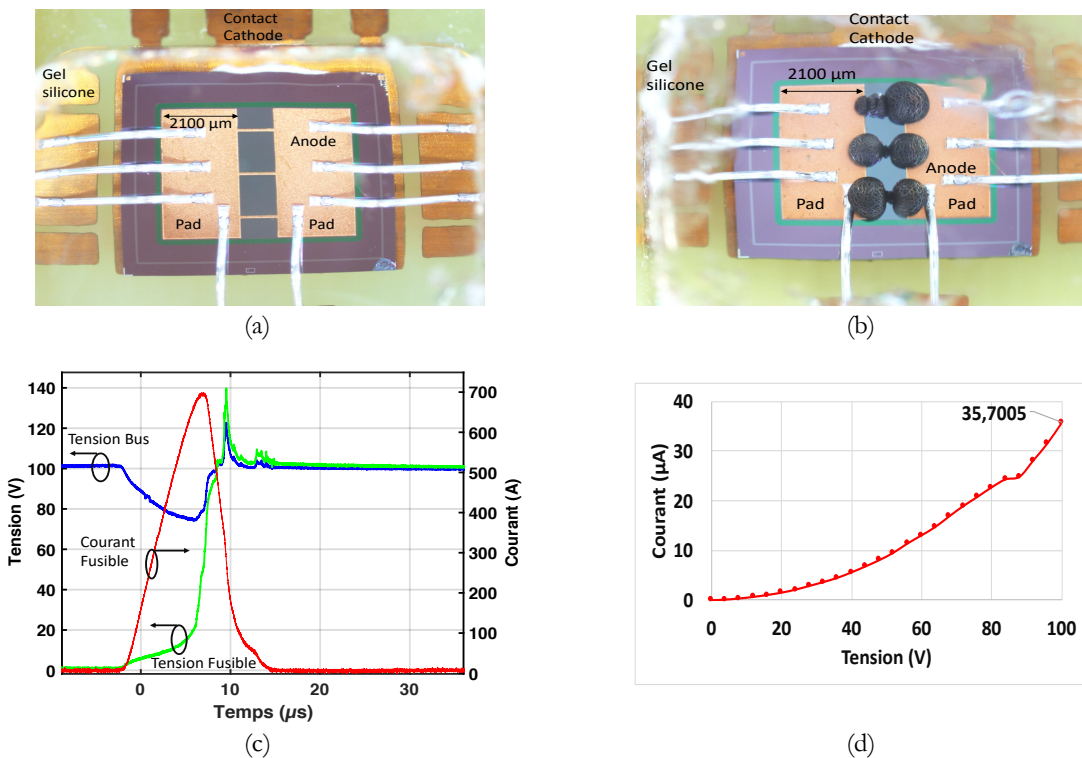 Contact
Cathode
Gel
silicone
2100 µm
Anode
Pad
Pad
(a)
Contact
Cathode
Gel
silicone
2100 µm
Anode
Pad
Pad
(b)
Tension (V)
140
120
100
80
60
40
20
0
Tension Bus
Courant
Fusible
Tension Fusible
700
600
500
400
300
200
100
0
Courant (A)
0
10
20
30
Temps (µs)
(c)
Courant (µA)
40
30
20
10
0
35,7005
0
20
40
60
80
100
Tension (V)
(d)